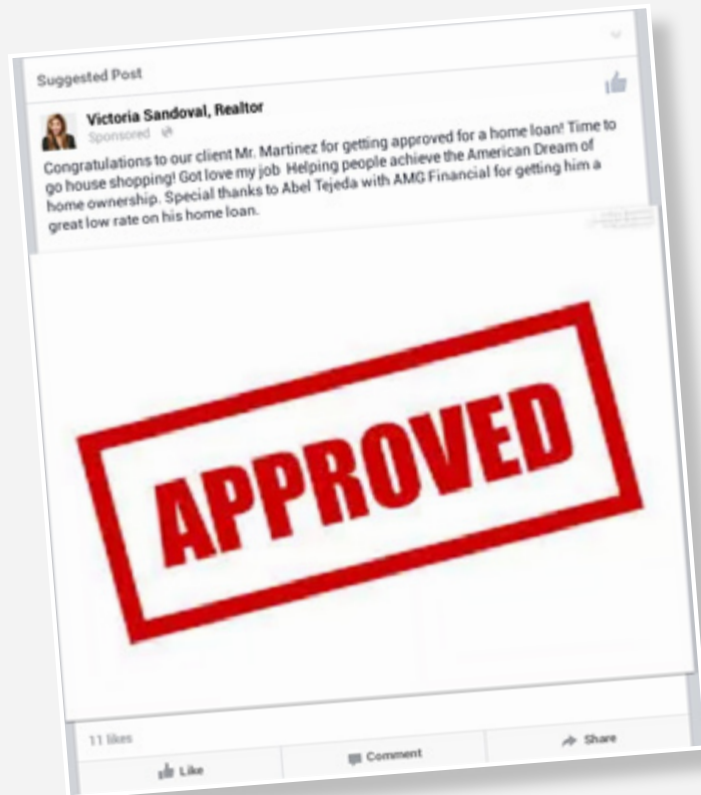 Suggested Post
Victoria Sandoval, Realtor
Sponsored
Congratulations to our client Mr. Martinez for getting approved for a home loan! Time to
go house shopping! Got love my job Helping people achieve the American Dream of
home ownership. Special thanks to Abel Tejeda with AMG Financial for getting him a
great low rate on his home loan.
APPROVED
11 likes
Like Comment Share